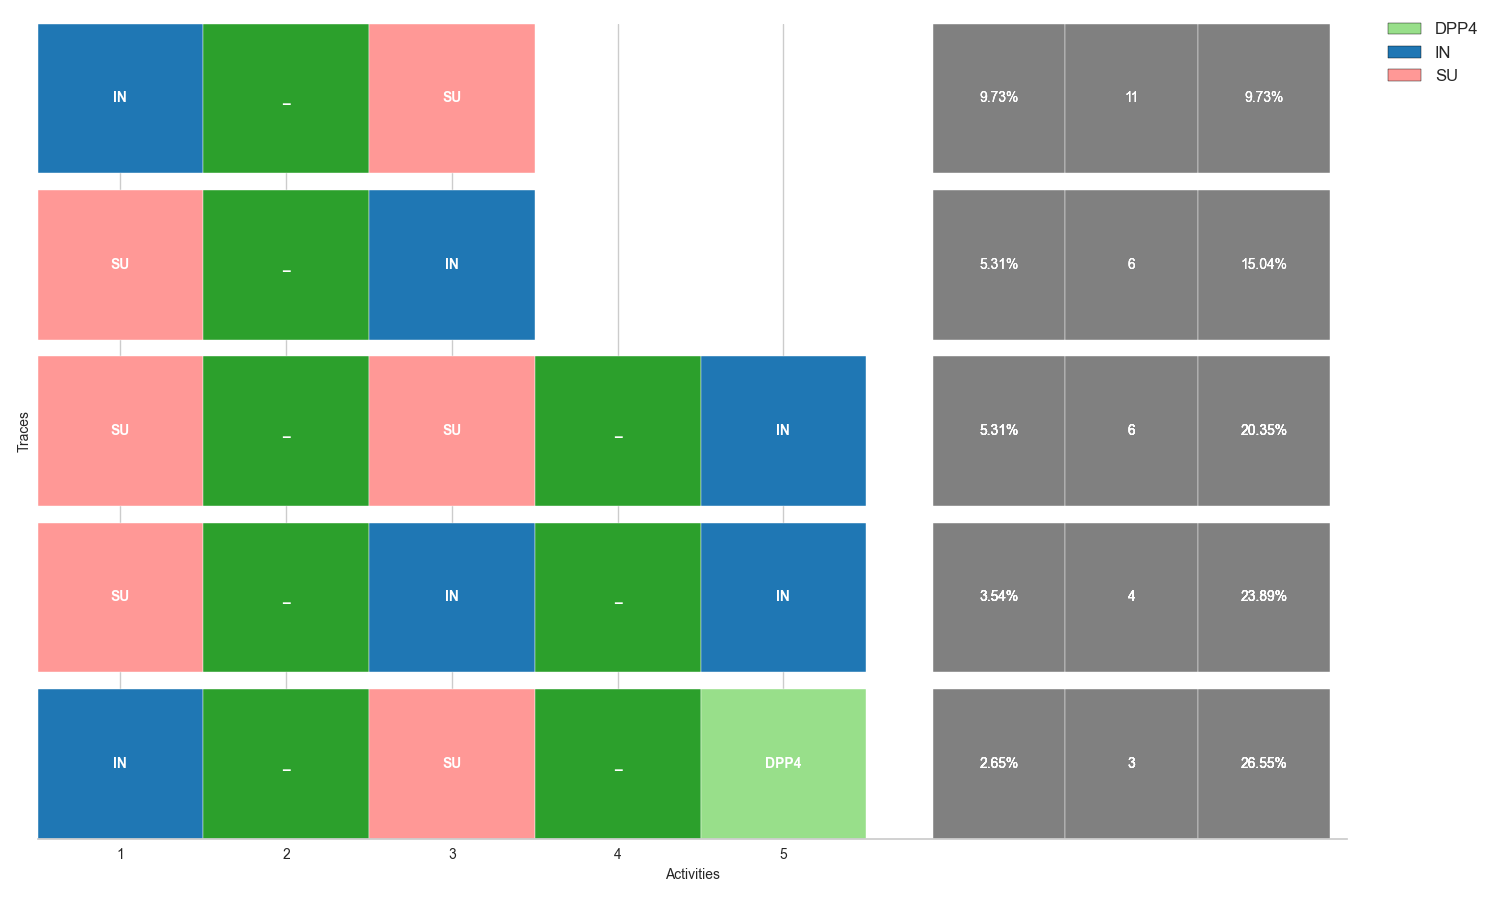 DPP4
IN
SU
IN _ SU 9.73% 11 9.73%
SU _ IN 5.31% 6 15.04%
SU _ SU _ IN 5.31% 6 20.35%
SU _ IN _ IN 3.54% 4 23.89%
IN _ SU _ DPP4 2.65% 3 26.55%
Traces
1 2 3 4 5
Activities